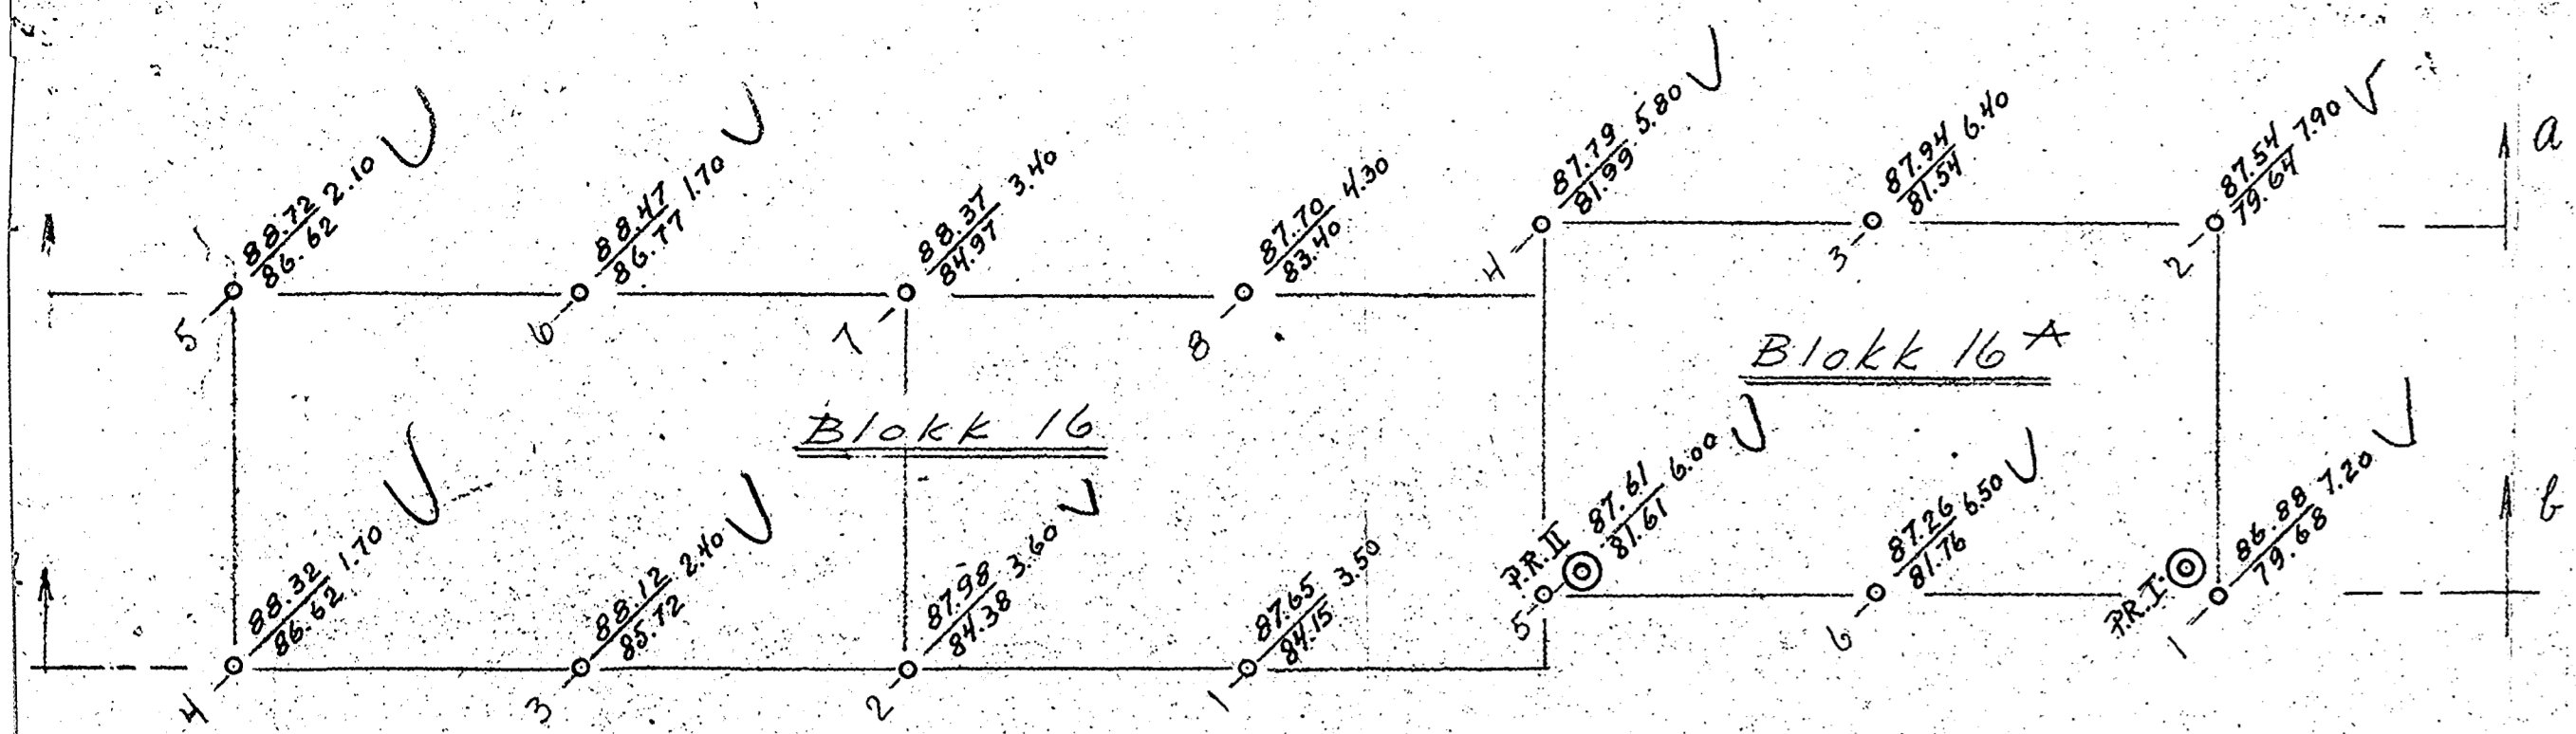 88.72 2.10 V
86.62
5
88.47 1.70 V
86.77
6
88.37 3.40
84.97
7
87.70 4.30
83.40
8
87.79 5.80 V
81.99
4
87.94 6.40
81.54
3
87.54 7.90 V
79.64
2
a
Blokk 16
Blokk 16 A
88.32 1.70 V
86.62
4
88.12 2.40 V
85.72
3
87.98 3.60 V
84.38
2
87.65 3.50
84.15
1
P.R. II
87.61 6.00 V
81.61
5
87.26 6.50 V
81.76
6
P.R. I.
86.88 7.20 V
79.68
1
b